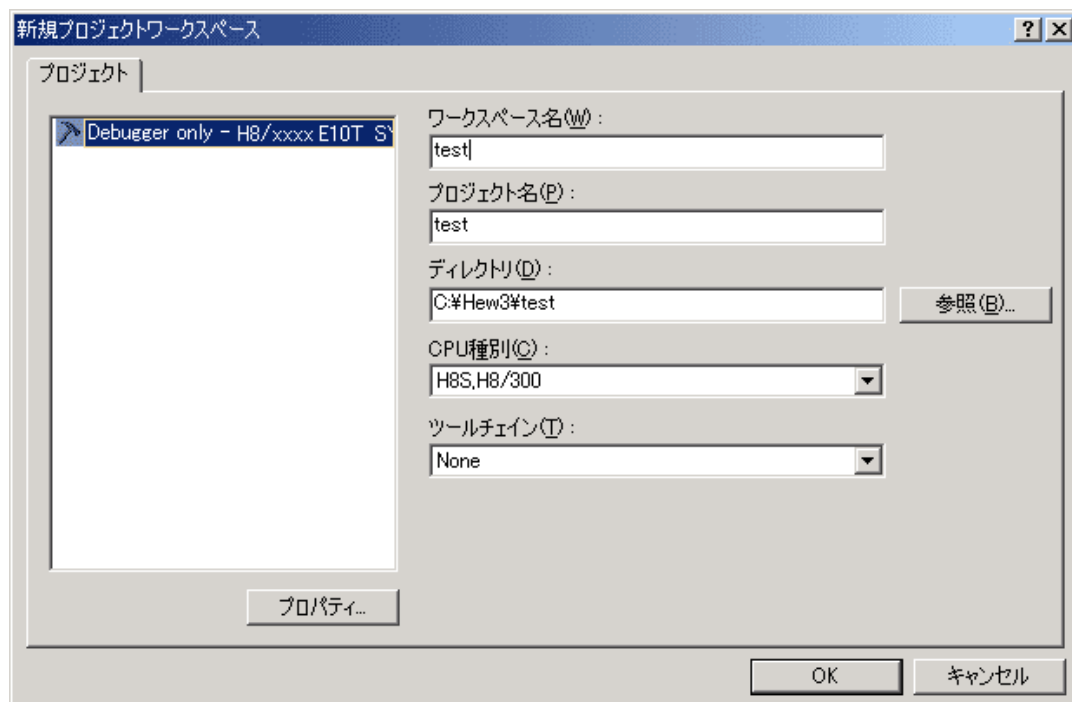 新規プロジェクトワークスペース
プロジェクト
Debugger only - H8/xxxx E10T SY
ワークスペース名(W):
test
プロジェクト名(P):
test
ディレクトリ(D):
C:¥Hew3¥test
参照(B)...
CPU種別(C):
H8S,H8/300
ツールチェイン(T):
None
プロパティ...
OK
キャンセル